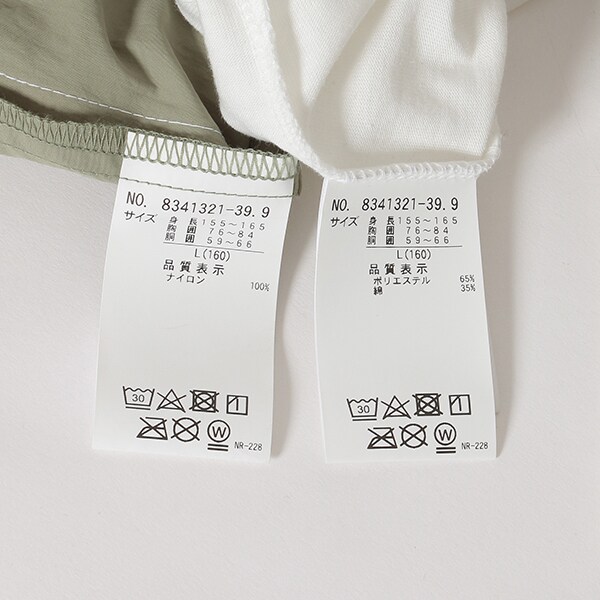 NO. 8341321-39.9
サイズ 身長155～165
胸囲 76～84
胴囲 59～66
L(160)
品質表示
ナイロン 100%
30
W
NR-228
NO. 8341321-39.9
サイズ 身長155～165
胸囲 76～84
胴囲 59～66
L(160)
品質表示
ポリエステル 65%
綿 35%
30
W
NR-228